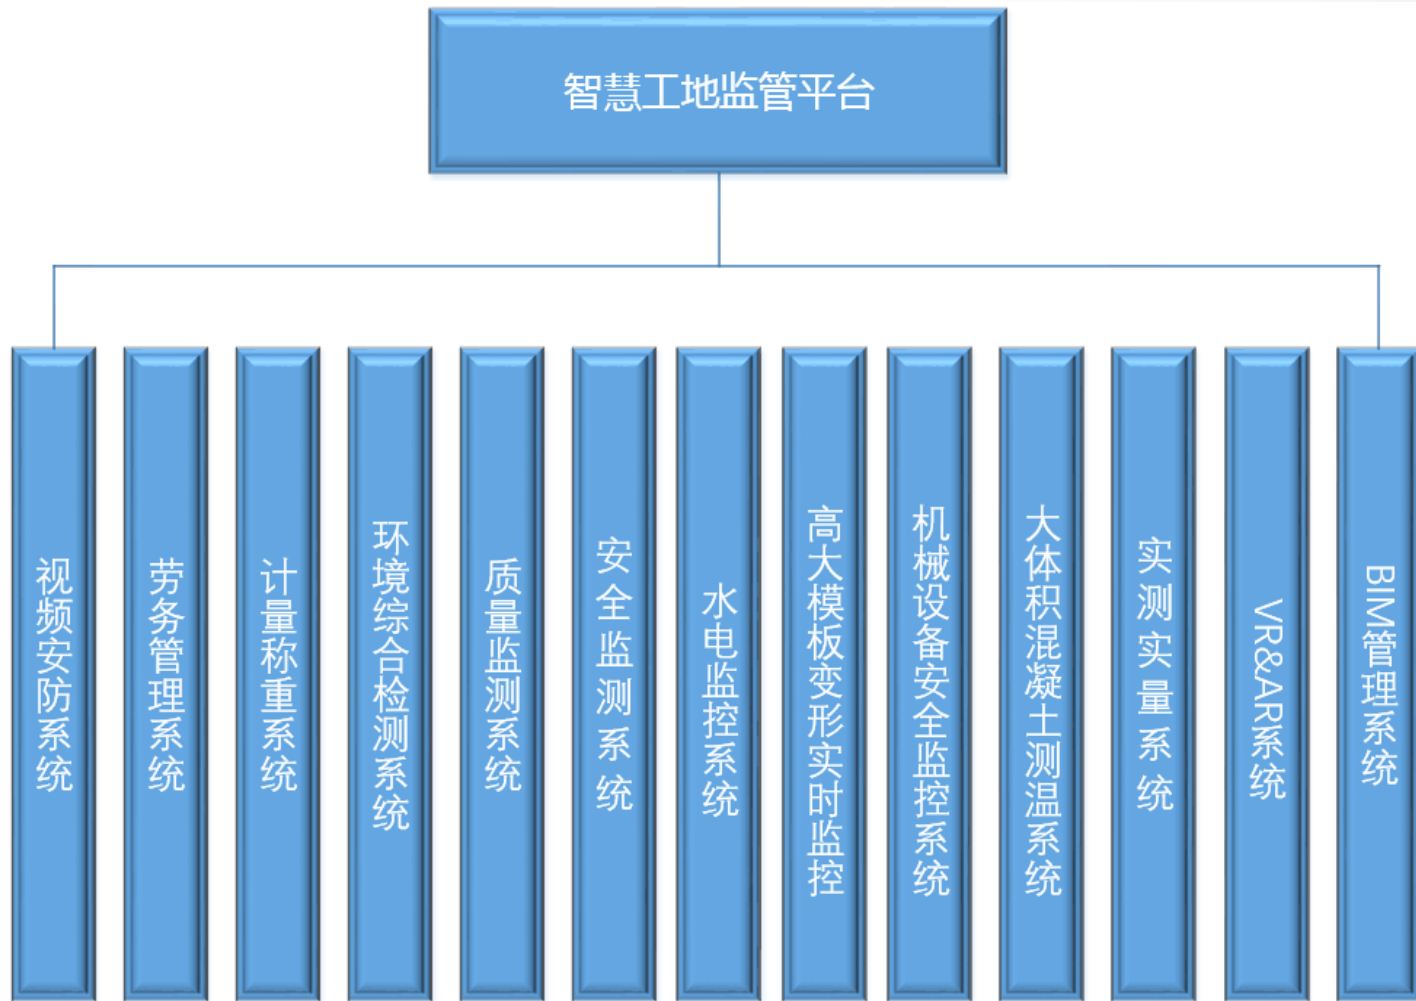 智慧工地监管平台
视频安防系统
劳务管理系统
计量称重系统
环境综合检测系统
质量监测系统
安全监测系统
水电监控系统
高大模板变形实时监控
机械设备安全监控系统
大体积混凝土测温系统
实测实量系统
VR&AR系统
BIM管理系统